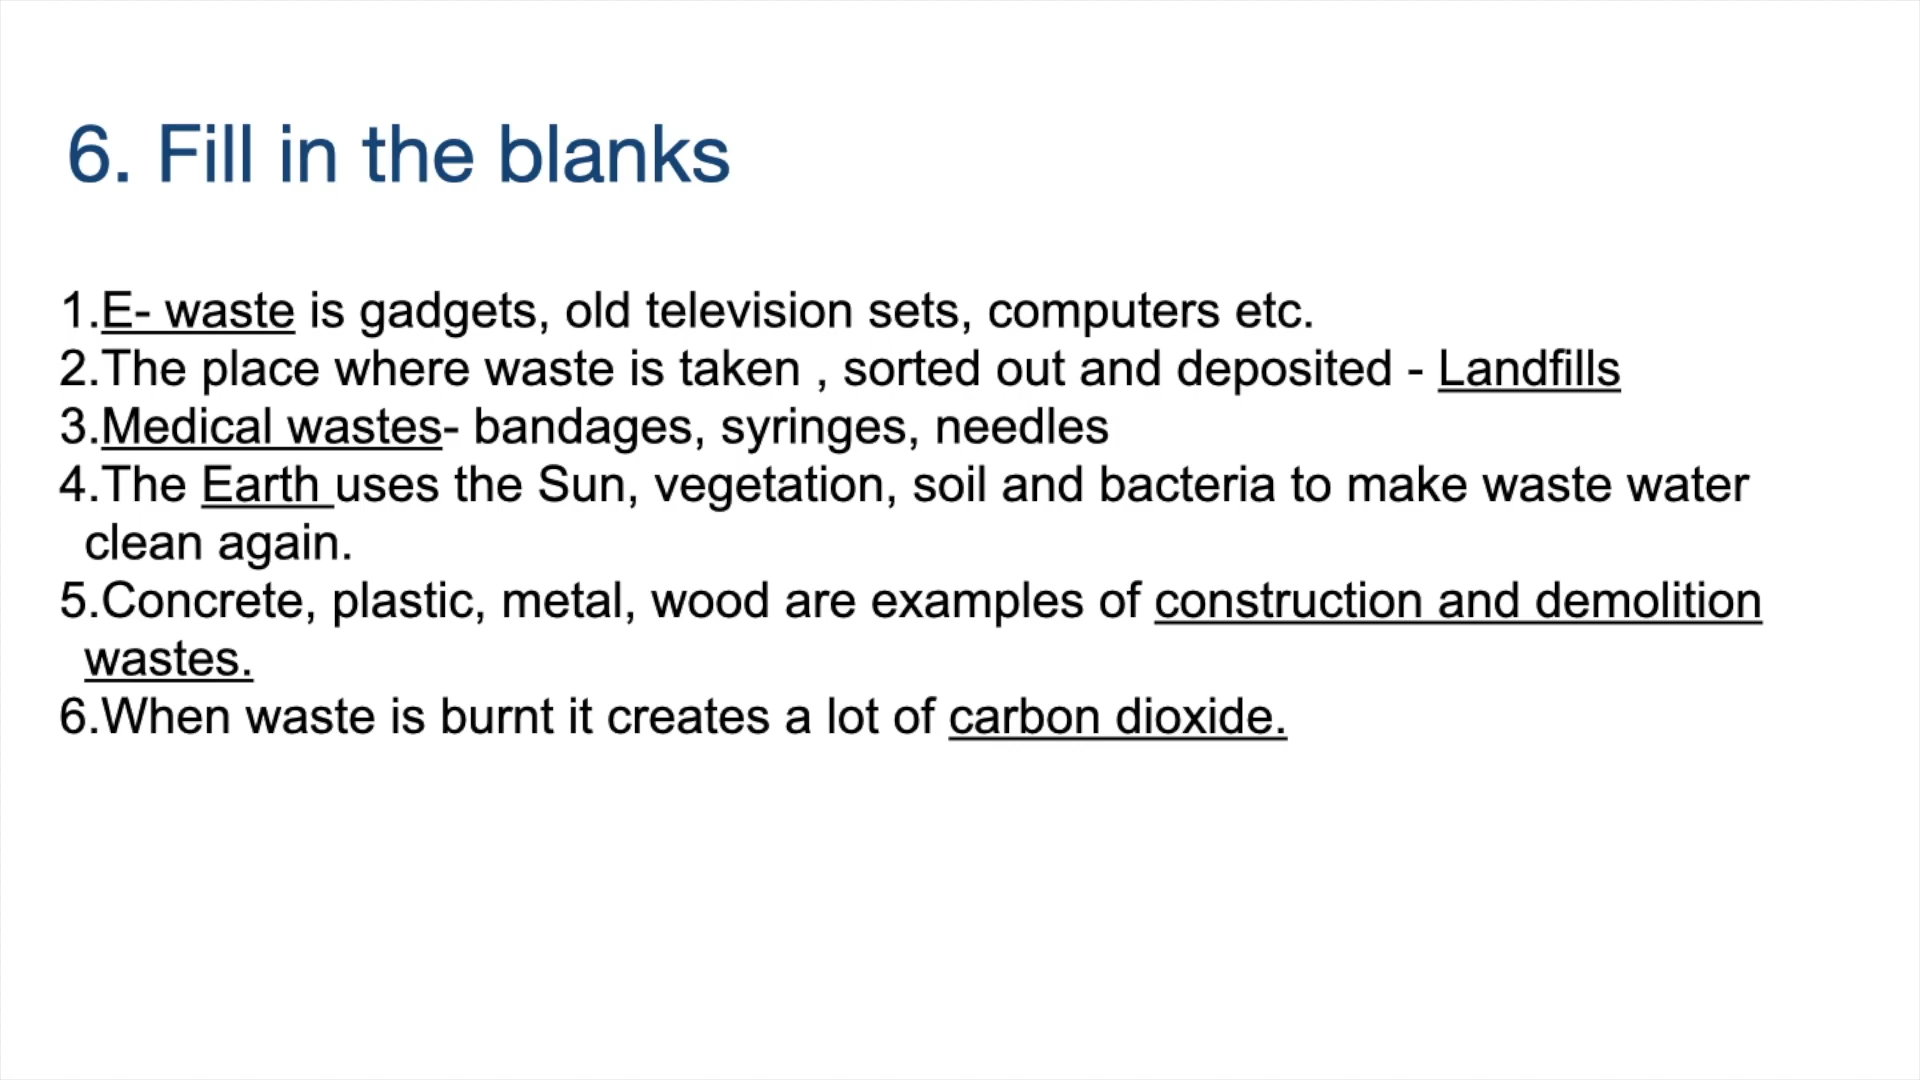 6. Fill in the blanks
1.E- waste is gadgets, old television sets, computers etc.
2.The place where waste is taken , sorted out and deposited - Landfills
3.Medical wastes- bandages, syringes, needles
4.The Earth uses the Sun, vegetation, soil and bacteria to make waste water
clean again.
5.Concrete, plastic, metal, wood are examples of construction and demolition
wastes.
6.When waste is burnt it creates a lot of carbon dioxide.